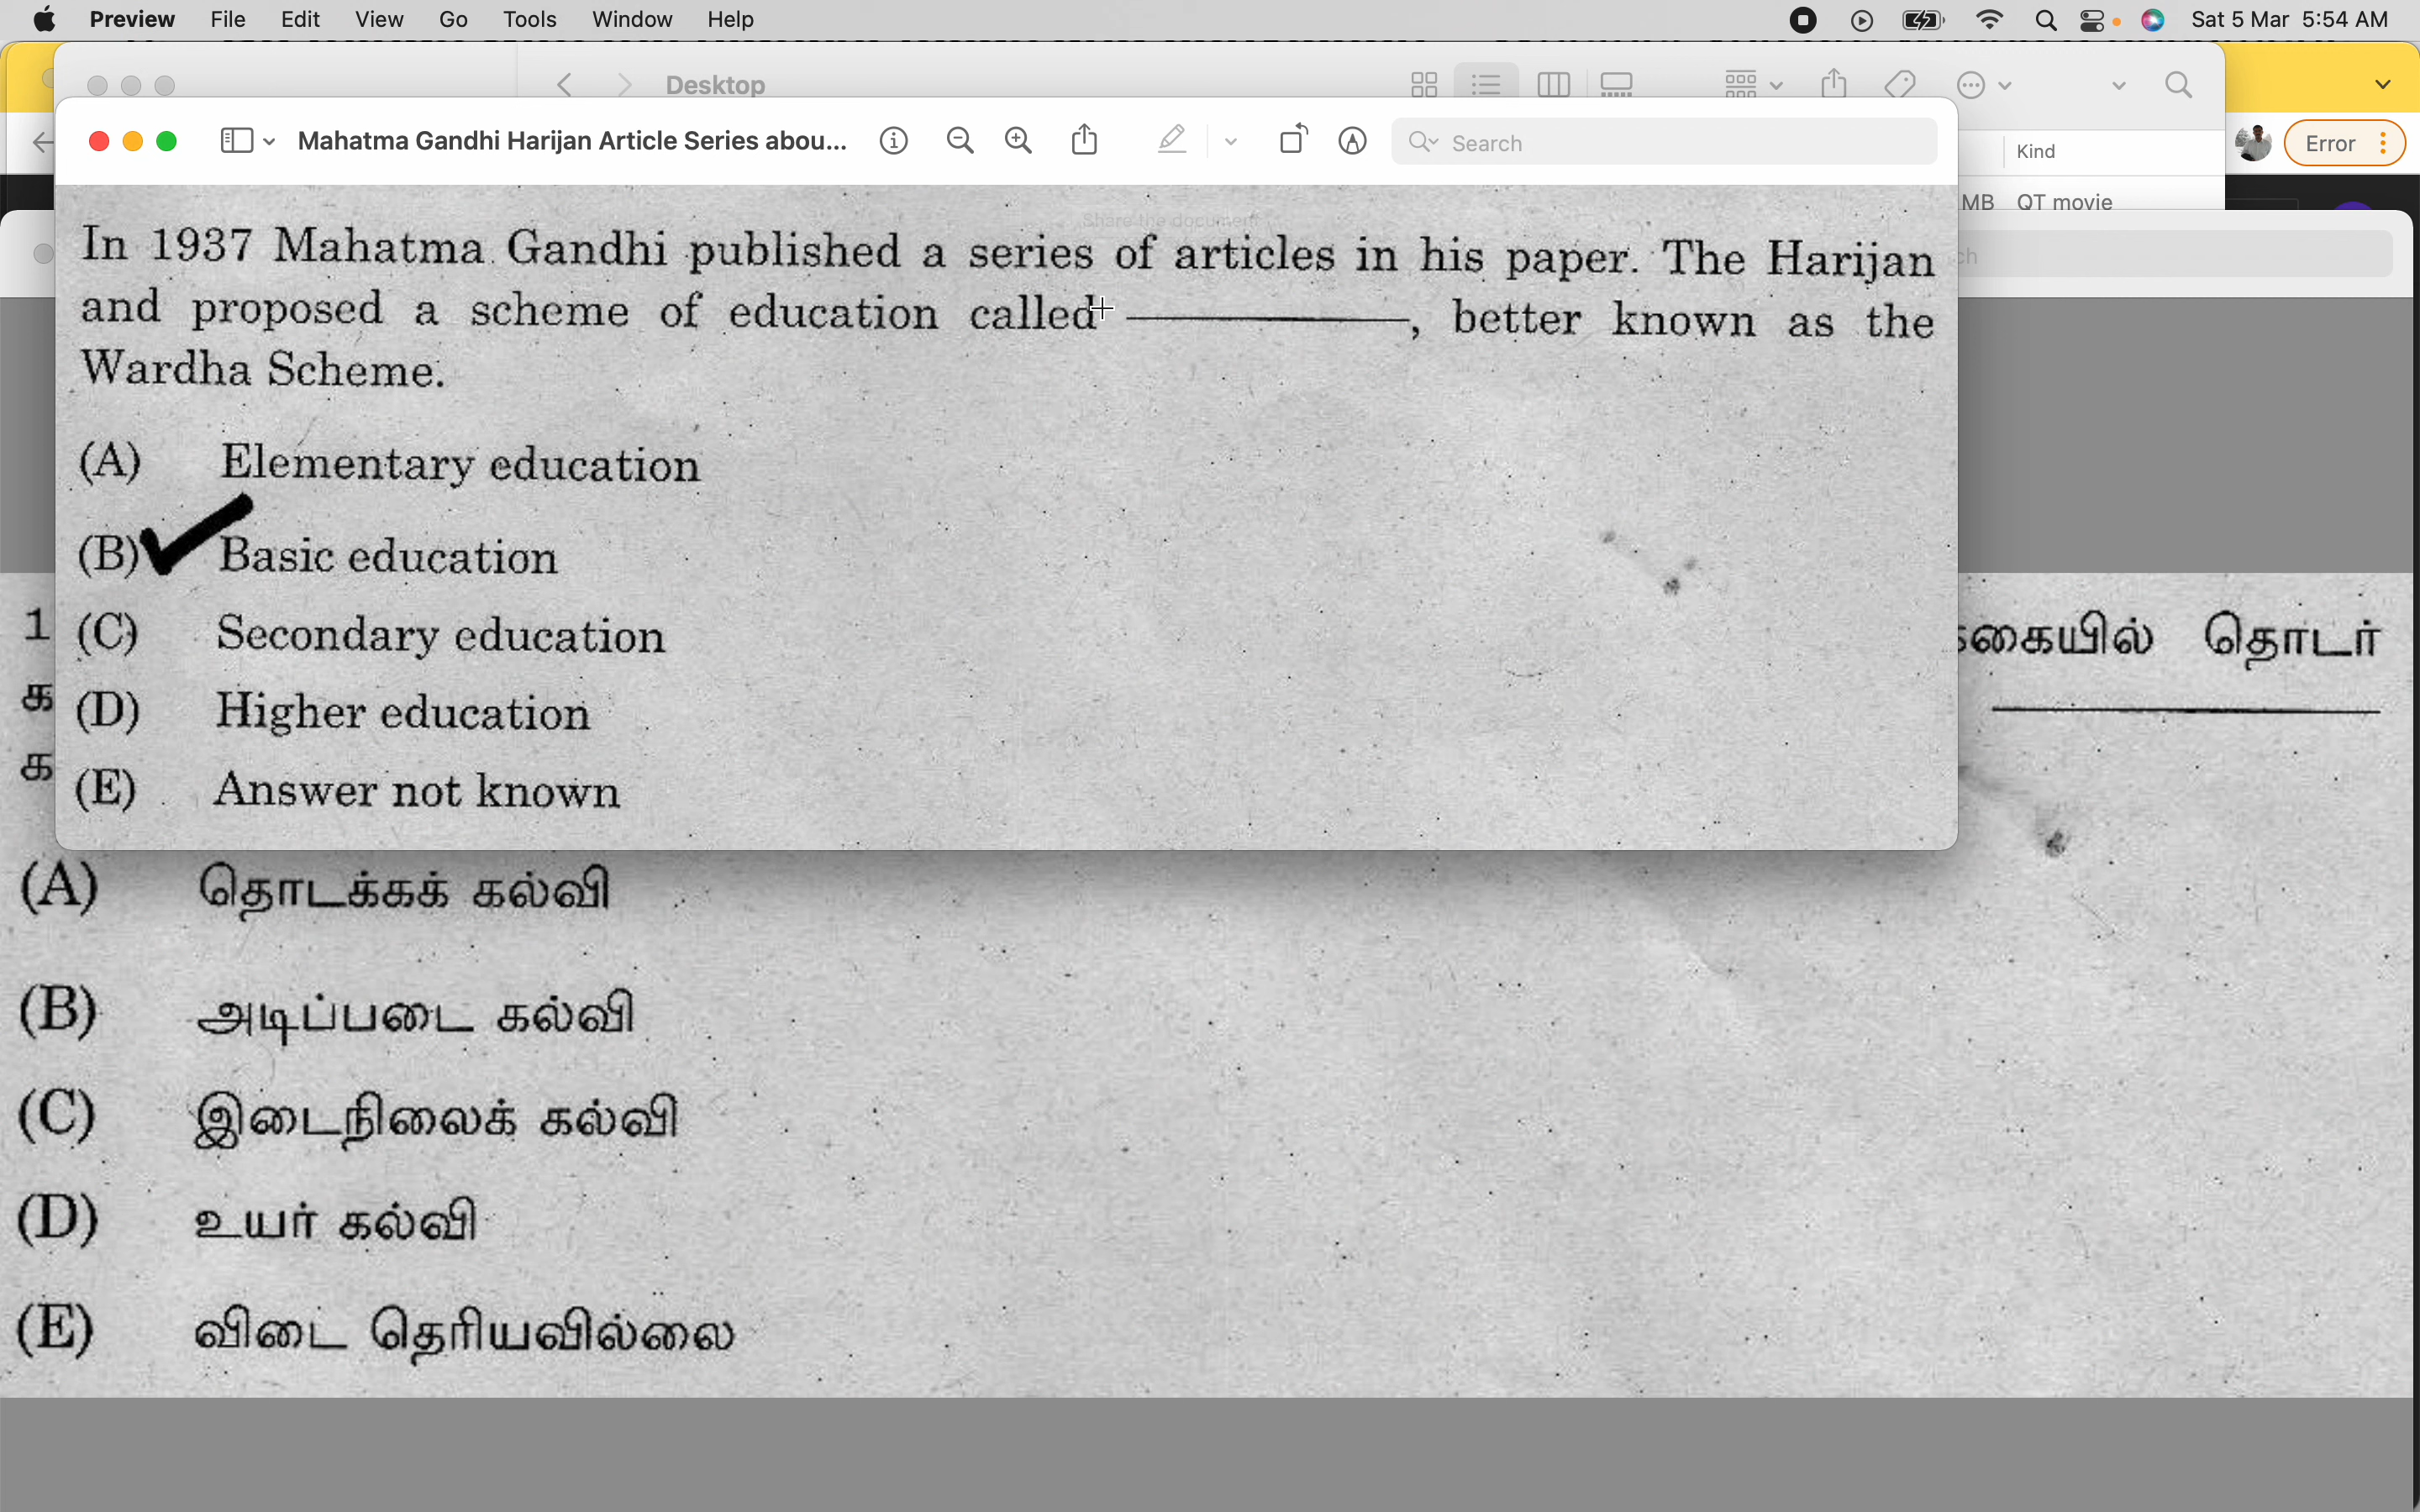 Preview File Edit View Go Tools Window Help Sat 5 Mar 5:54 AM
Desktop
Mahatma Gandhi Harijan Article Series abou... Search
Error
Kind
MB QT movie
Share the document
In 1937 Mahatma Gandhi published a series of articles in his paper. The Harijan
and proposed a scheme of education called ————, better known as the
Wardha Scheme.
(A) Elementary education
(B) Basic education
(C) Secondary education
(D) Higher education
(E) Answer not known
தொடர்
(A) தொடக்கக் கல்வி
(B) அடிப்படை கல்வி
(C) இடைநிலைக் கல்வி
(D) உயர் கல்வி
(E) விடை தெரியவில்லை